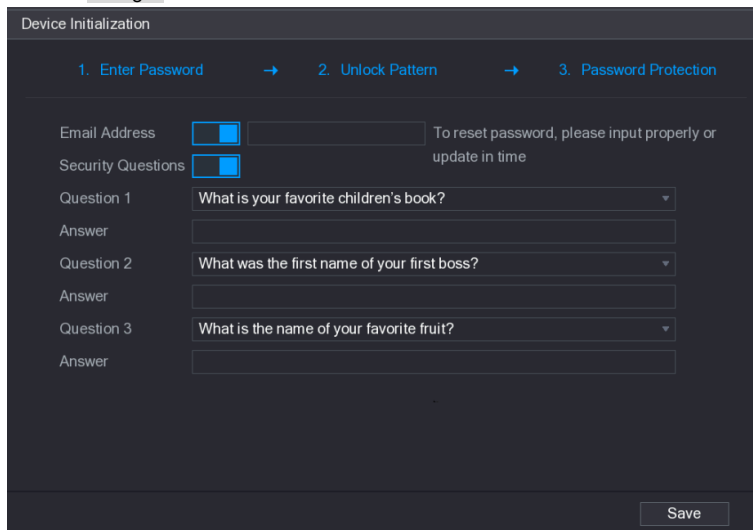 Device Initialization
1. Enter Password → 2. Unlock Pattern → 3. Password Protection
Email Address To reset password, please input properly or
Security Questions update in time
Question 1 What is your favorite children's book?
Answer
Question 2 What was the first name of your first boss?
Answer
Question 3 What is the name of your favorite fruit?
Answer
Save